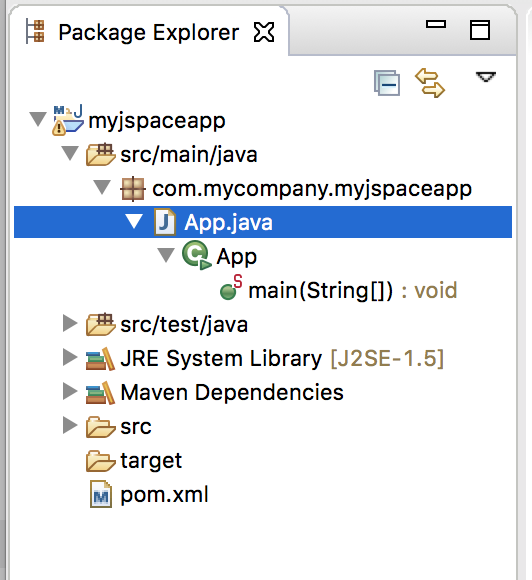 Package Explorer
myjspaceapp
src/main/java
com.mycompany.myjspaceapp
App.java
App
main(String[]) : void
src/test/java
JRE System Library [J2SE-1.5]
Maven Dependencies
src
target
pom.xml